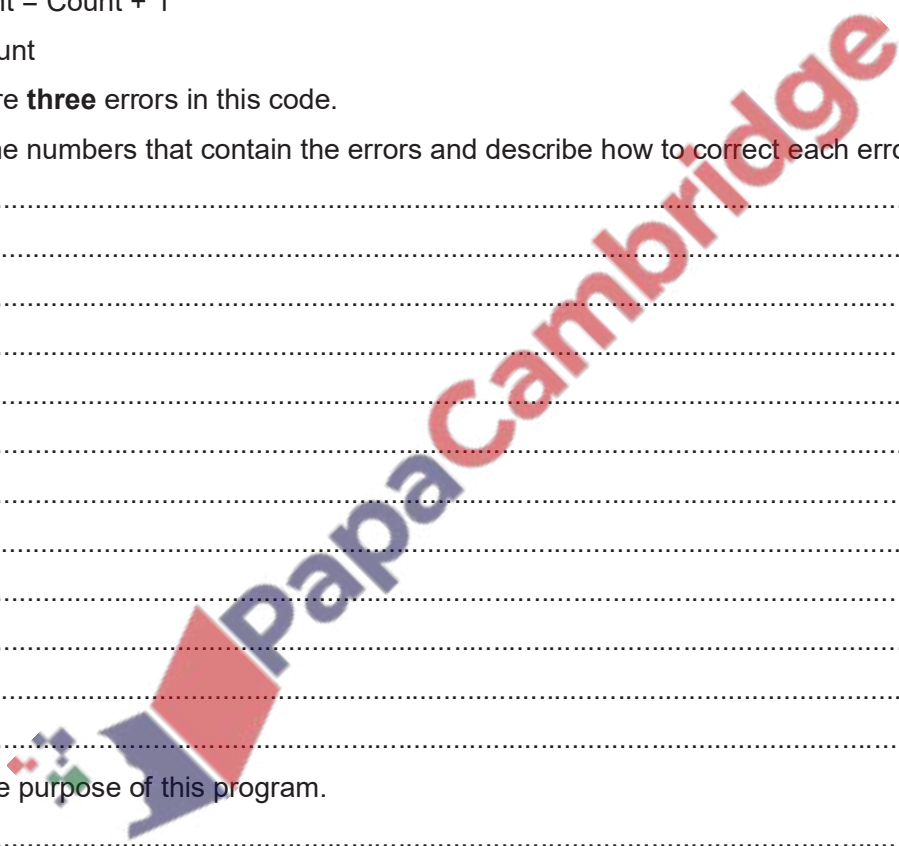 nt = Count + 1
unt
re three errors in this code.
ne numbers that contain the errors and describe how to correct each erro
e purpose of this program.
PapaCambridge